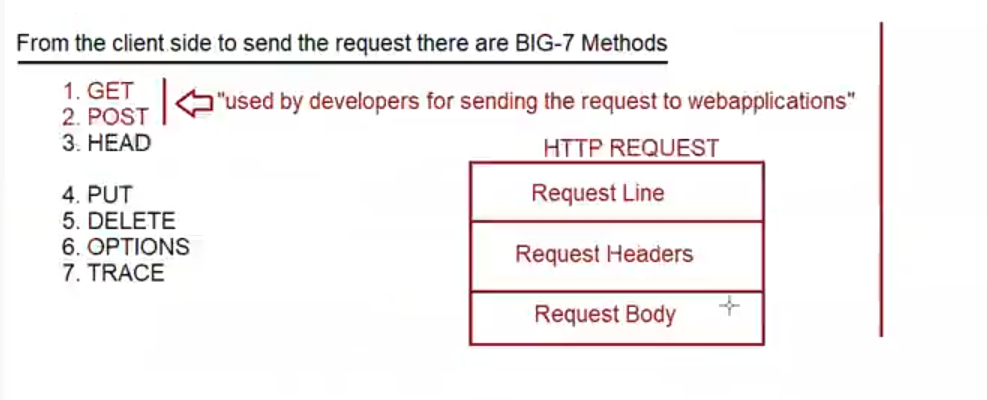 From the client side to send the request there are BIG-7 Methods
1. GET
2. POST
"used by developers for sending the request to webapplications"
3. HEAD
4. PUT
5. DELETE
6. OPTIONS
7. TRACE
HTTP REQUEST
Request Line
Request Headers
Request Body